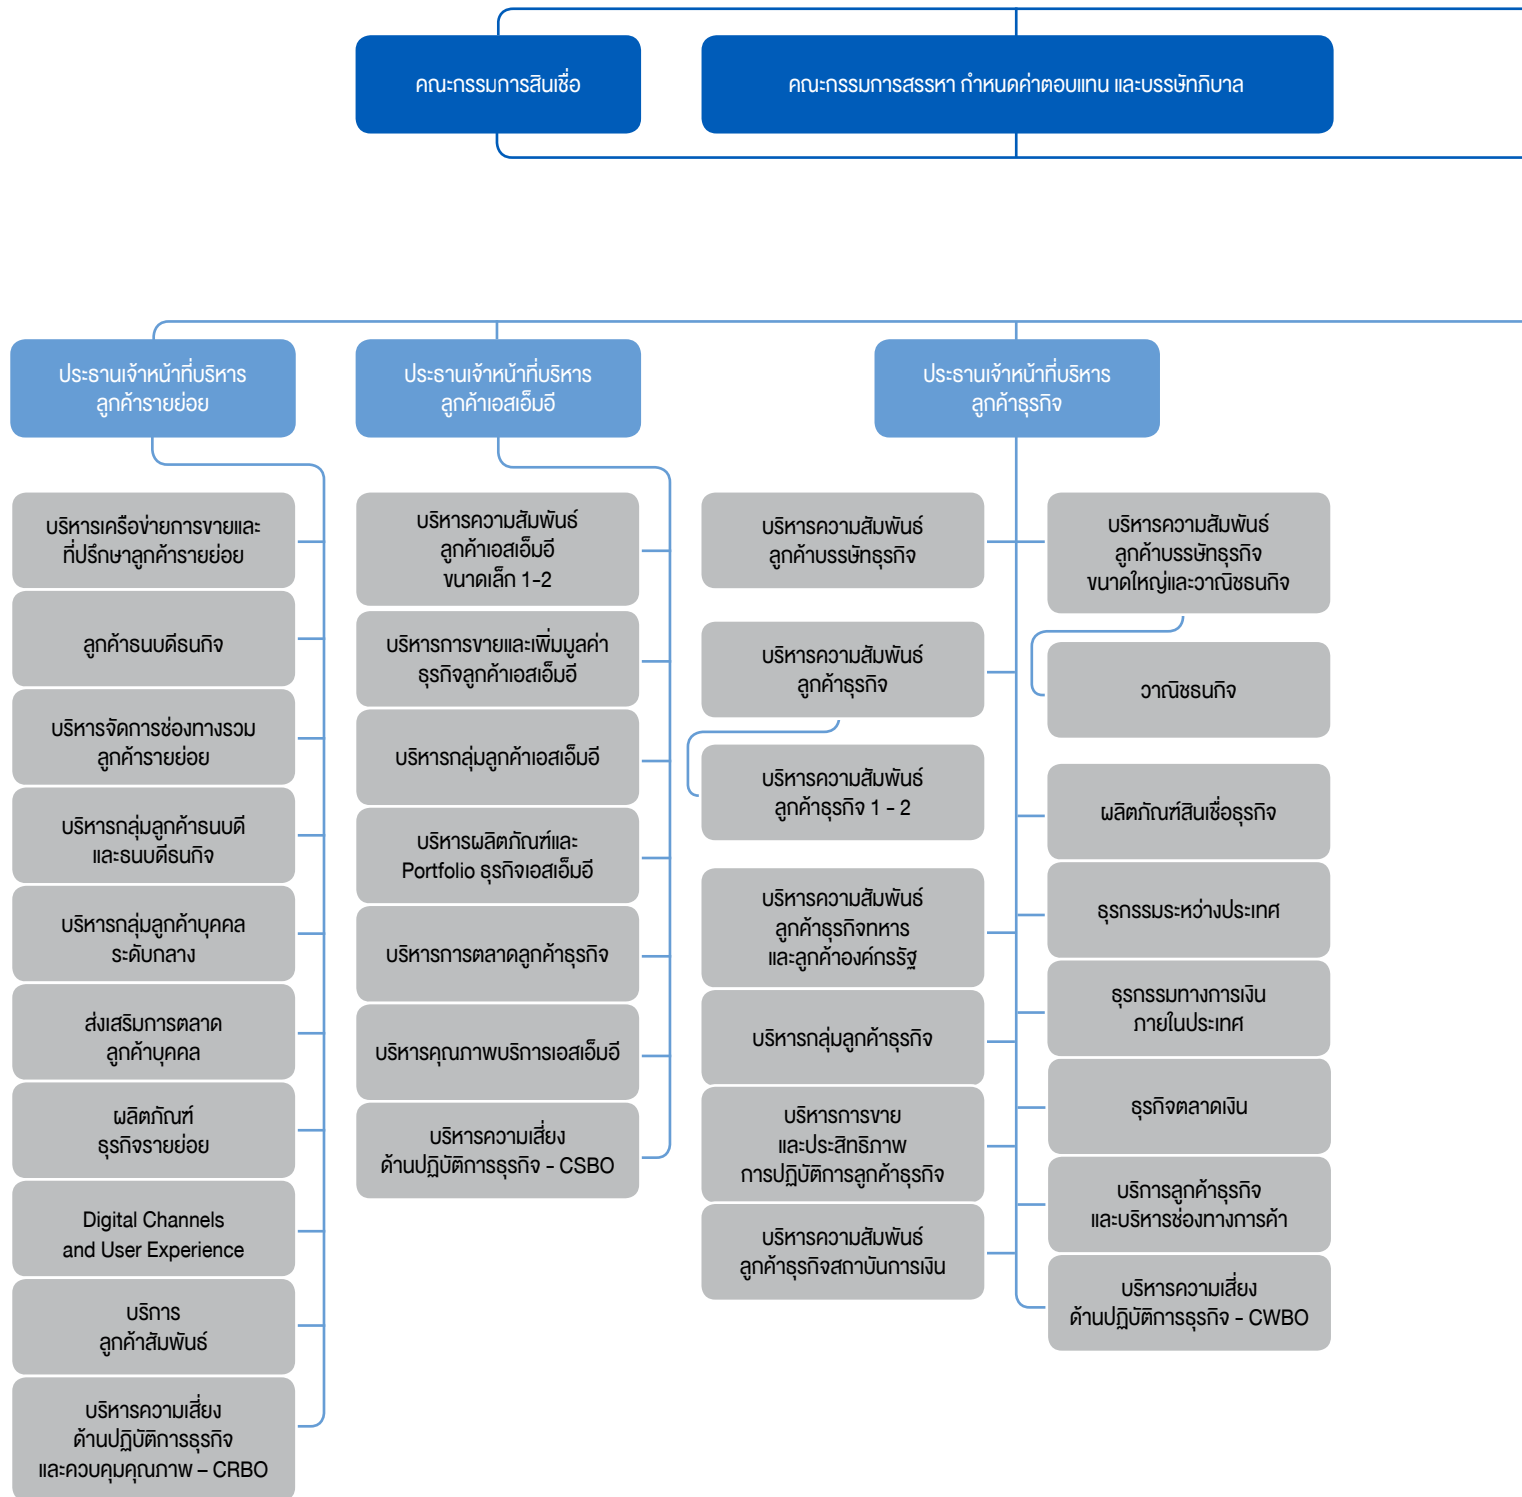 คณะกรรมการสินเชื่อ
คณะกรรมการสรรหา กำหนดค่าตอบแทน และบรรษัทภิบาล
ประธานเจ้าหน้าที่บริหาร
ลูกค้ารายย่อย
บริหารเครือข่ายการขายและ
ที่ปรึกษาลูกค้ารายย่อย
ลูกค้าธนบดีธนกิจ
บริหารจัดการช่องทางรวม
ลูกค้ารายย่อย
บริหารกลุ่มลูกค้าธนบดี
และธนบดีธนกิจ
บริหารกลุ่มลูกค้าบุคคล
ระดับกลาง
ส่งเสริมการตลาด
ลูกค้าบุคคล
ผลิตภัณฑ์
ธุรกิจรายย่อย
Digital Channels
and User Experience
บริการ
ลูกค้าสัมพันธ์
บริหารความเสี่ยง
ด้านปฏิบัติการธุรกิจ
และควบคุมคุณภาพ – CRBO
ประธานเจ้าหน้าที่บริหาร
ลูกค้าเอสเอ็มอี
บริหารความสัมพันธ์
ลูกค้าเอสเอ็มอี
ขนาดเล็ก 1-2
บริหารการขายและเพิ่มมูลค่า
ธุรกิจลูกค้าเอสเอ็มอี
บริหารกลุ่มลูกค้าเอสเอ็มอี
บริหารผลิตภัณฑ์และ
Portfolio ธุรกิจเอสเอ็มอี
บริหารการตลาดลูกค้าธุรกิจ
บริหารคุณภาพบริการเอสเอ็มอี
บริหารความเสี่ยง
ด้านปฏิบัติการธุรกิจ - CSBO
ประธานเจ้าหน้าที่บริหาร
ลูกค้าธุรกิจ
บริหารความสัมพันธ์
ลูกค้าบรรษัทธุรกิจ
บริหารความสัมพันธ์
ลูกค้าธุรกิจ
บริหารความสัมพันธ์
ลูกค้าธุรกิจ 1 - 2
บริหารความสัมพันธ์
ลูกค้าธุรกิจทหาร
และลูกค้าองค์กรรัฐ
บริหารกลุ่มลูกค้าธุรกิจ
บริหารการขาย
และประสิทธิภาพ
การปฏิบัติการลูกค้าธุรกิจ
บริหารความสัมพันธ์
ลูกค้าธุรกิจสถาบันการเงิน
บริหารความสัมพันธ์
ลูกค้าบรรษัทธุรกิจ
ขนาดใหญ่และวาณิชธนกิจ
วาณิชธนกิจ
ผลิตภัณฑ์สินเชื่อธุรกิจ
ธุรกรรมระหว่างประเทศ
ธุรกรรมทางการเงิน
ภายในประเทศ
ธุรกิจตลาดเงิน
บริการลูกค้าธุรกิจ
และบริหารช่องทางการค้า
บริหารความเสี่ยง
ด้านปฏิบัติการธุรกิจ - CWBO